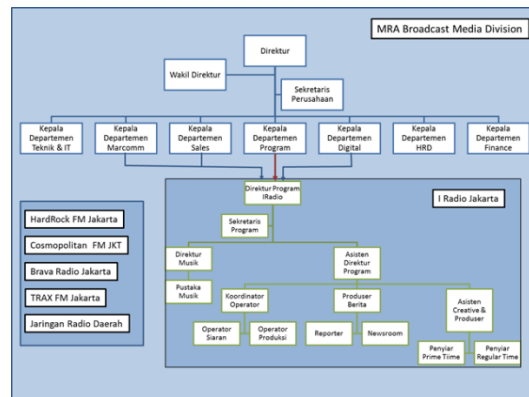 MRA Broadcast Media Division
Direktur
Wakil Direktur
Sekretaris
Perusahaan
Kepala
Departemen
Teknik & IT
Kepala
Departemen
Marcomm
Kepala
Departemen
Sales
Kepala
Departemen
Program
Kepala
Departemen
Digital
Kepala
Departemen
HRD
Kepala
Departemen
Finance
Direktur Program
IRadio
I Radio Jakarta
Sekretaris
Program
HardRock FM Jakarta
Cosmopolitan FM JKT
Brava Radio Jakarta
TRAX FM Jakarta
Jaringan Radio Daerah
Direktur
Musik
Asisten
Direktur
Program
Pustaka
Musik
Koordinator
Operator
Produser
Berita
Asisten
Creative &
Produser
Operator
Siaran
Operator
Produksi
Reporter
Newsroom
Penyiar
Prime Tiime
Penyiar
Regular Time